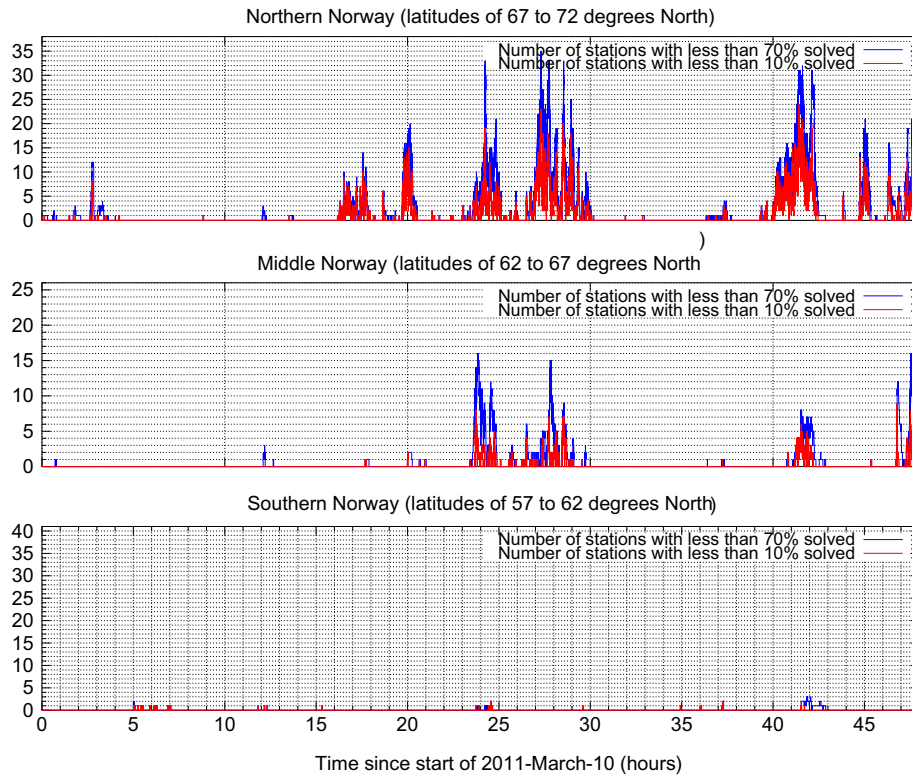 Northern Norway (latitudes of 67 to 72 degrees North)
35
30
25
20
15
10
5
0
Number of stations with less than 70% solved
Number of stations with less than 10% solved
)
Middle Norway (latitudes of 62 to 67 degrees North
25
20
15
10
5
0
Number of stations with less than 70% solved
Number of stations with less than 10% solved
Southern Norway (latitudes of 57 to 62 degrees North)
40
35
30
25
20
15
10
5
0
Number of stations with less than 70% solved
Number of stations with less than 10% solved
0 5 10 15 20 25 30 35 40 45
Time since start of 2011-March-10 (hours)